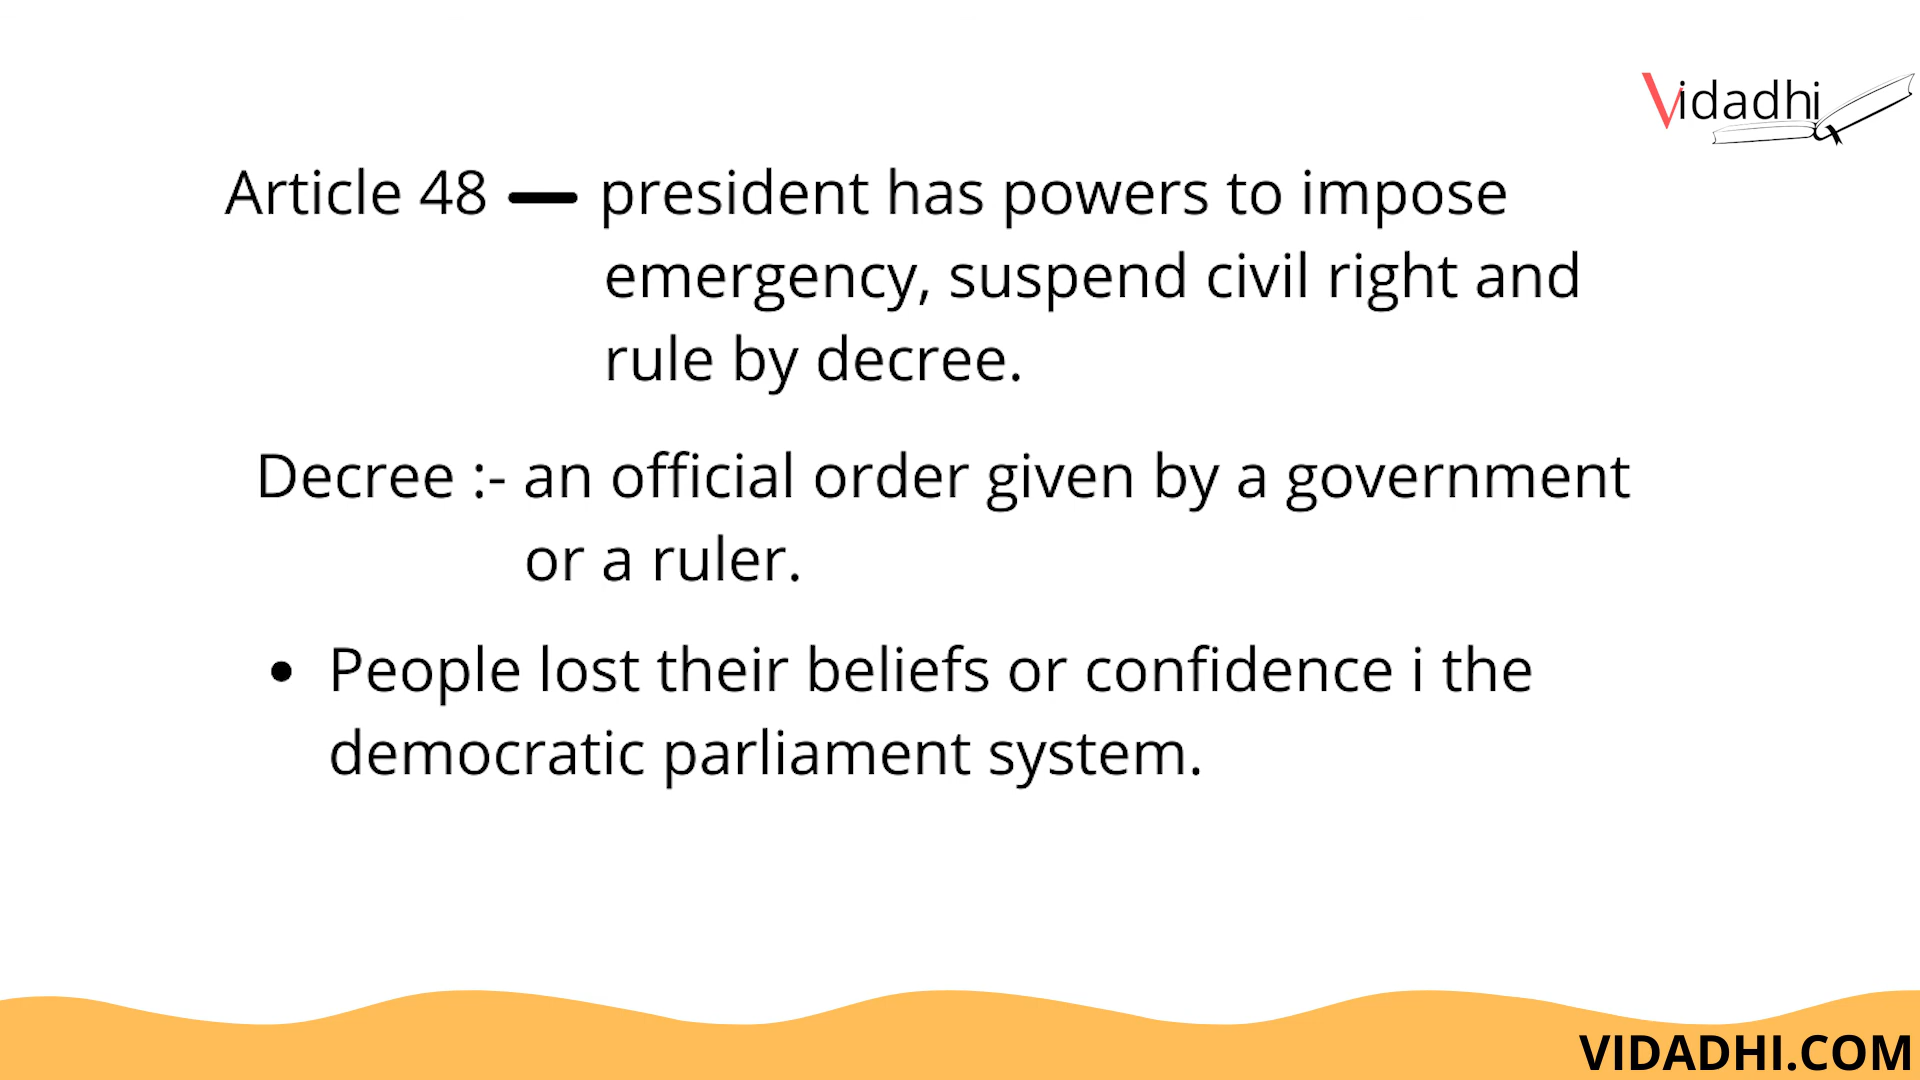 Vidadhi
Article 48 — president has powers to impose
emergency, suspend civil right and
rule by decree.
Decree :- an official order given by a government
or a ruler.
• People lost their beliefs or confidence i the
democratic parliament system.
VIDADHI.COM